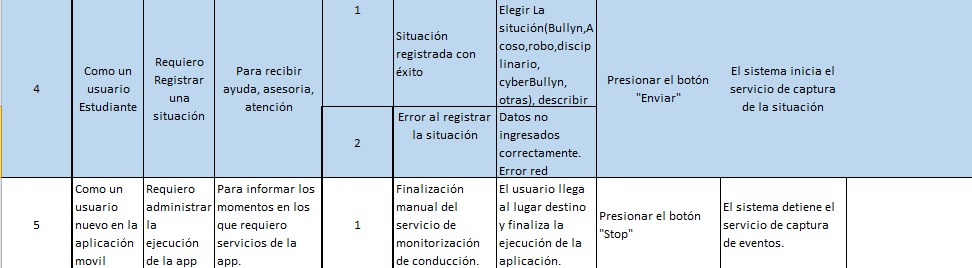 4
Como un
usuario
Estudiante
Requiero
Registrar
una
situación
Para recibir
ayuda, asesoria,
atención
1
Situación
registrada con
éxito
Elegir La
situción(Bullyn,A
coso,robo,discip
linario,
cyberBullyn,
otras), describir
Presionar el botón
"Enviar"
El sistema inicia el
servicio de captura
de la situación
2
Error al registrar
la situación
Datos no
ingresados
correctamente.
Error red
5
Como un
usuario
nuevo en la
aplicación
movil
Requiero
administrar
la
ejecución
de la app
Para informar los
momentos en los
que requiero
servicios de la
app.
1
Finalización
manual del
servicio de
monitorización
de conducción.
El usuario llega
al lugar destino
y finaliza la
ejecución de la
aplicación.
Presionar el botón
"Stop"
El sistema detiene el
servicio de captura
de eventos.